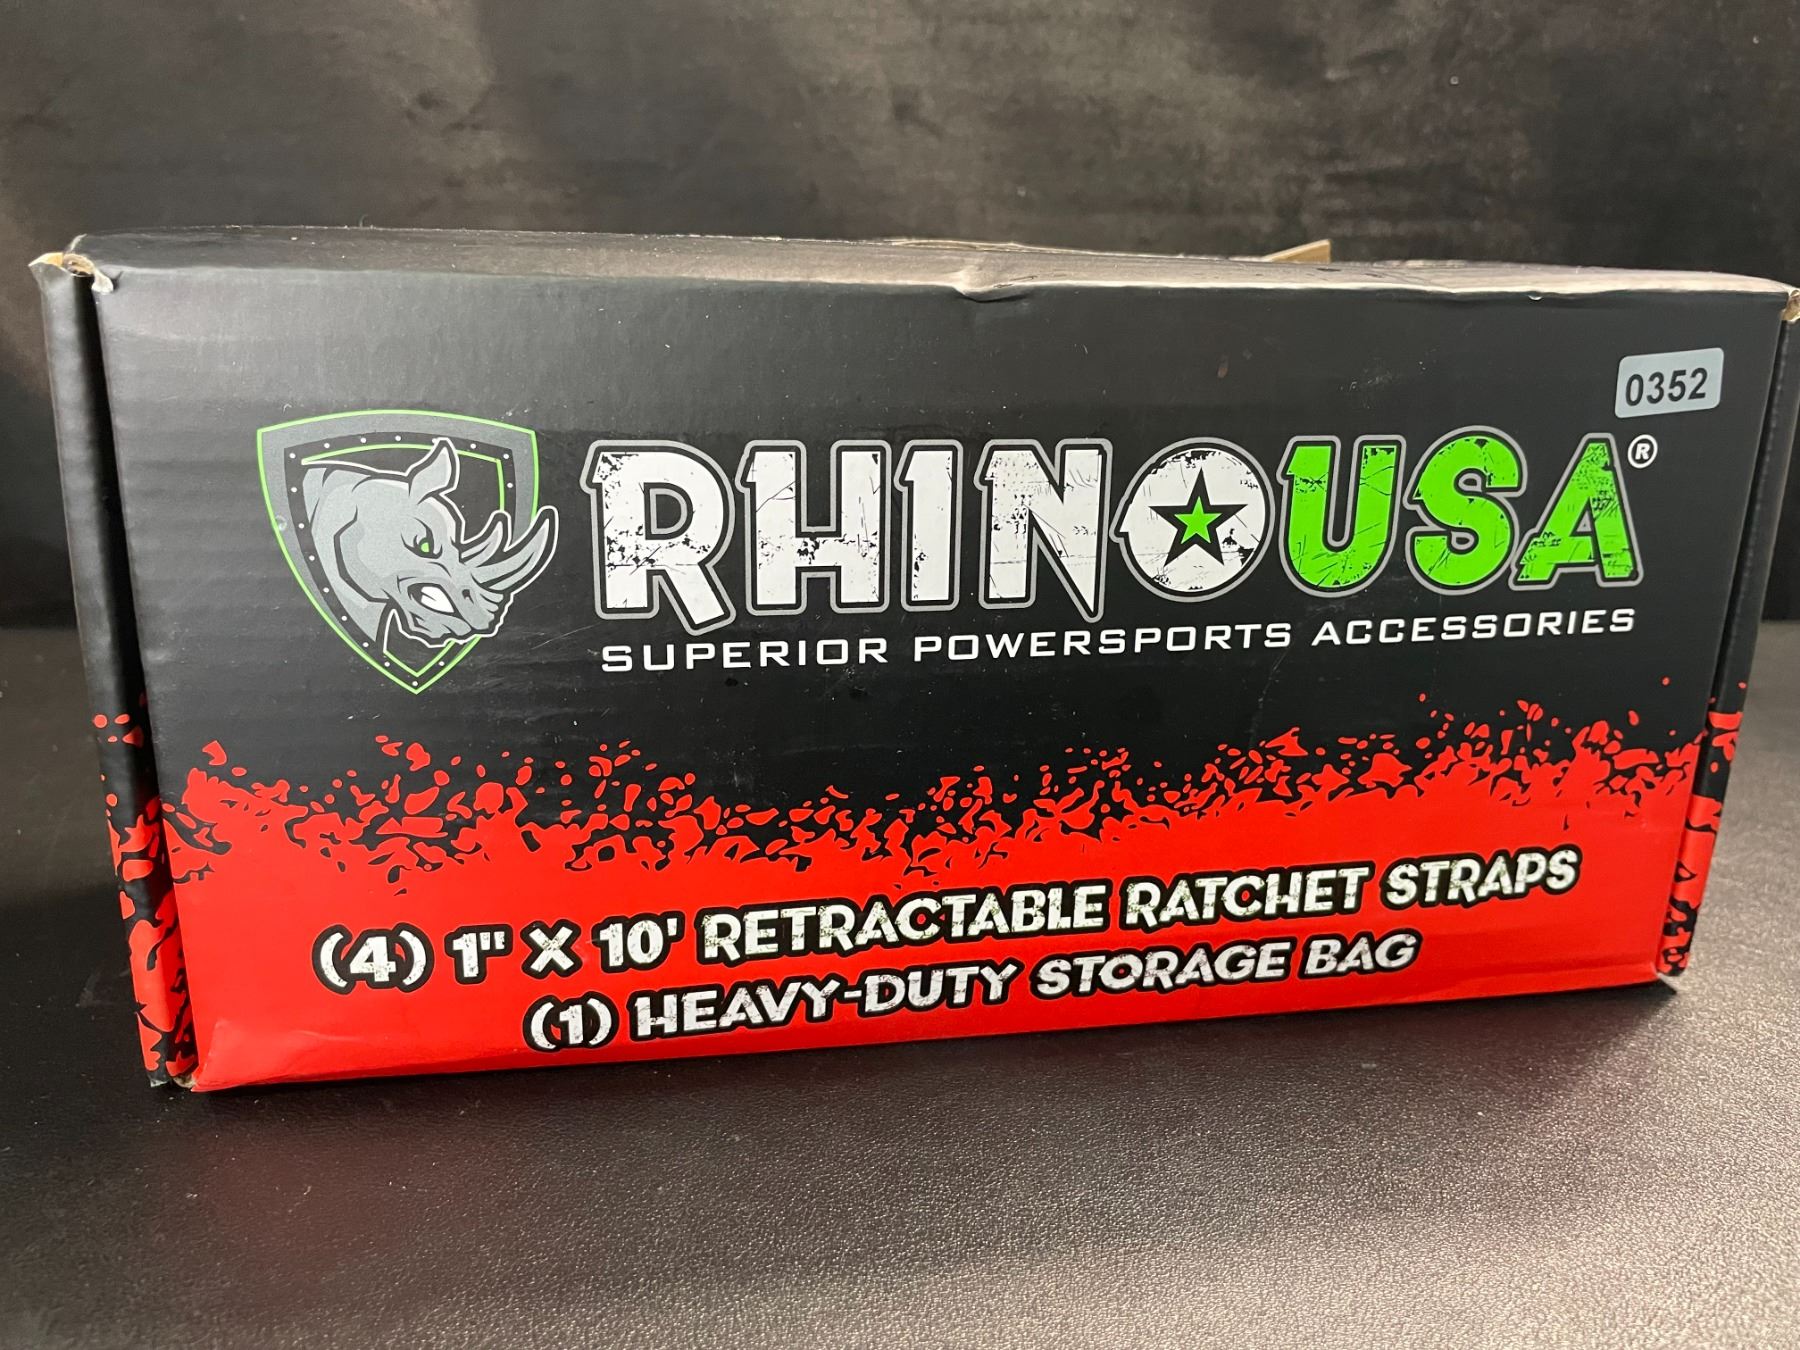 0352
RHINOUSA®
SUPERIOR POWERSPORTS ACCESSORIES
(4) 1" X 10' RETRACTABLE RATCHET STRAPS
(1) HEAVY-DUTY STORAGE BAG